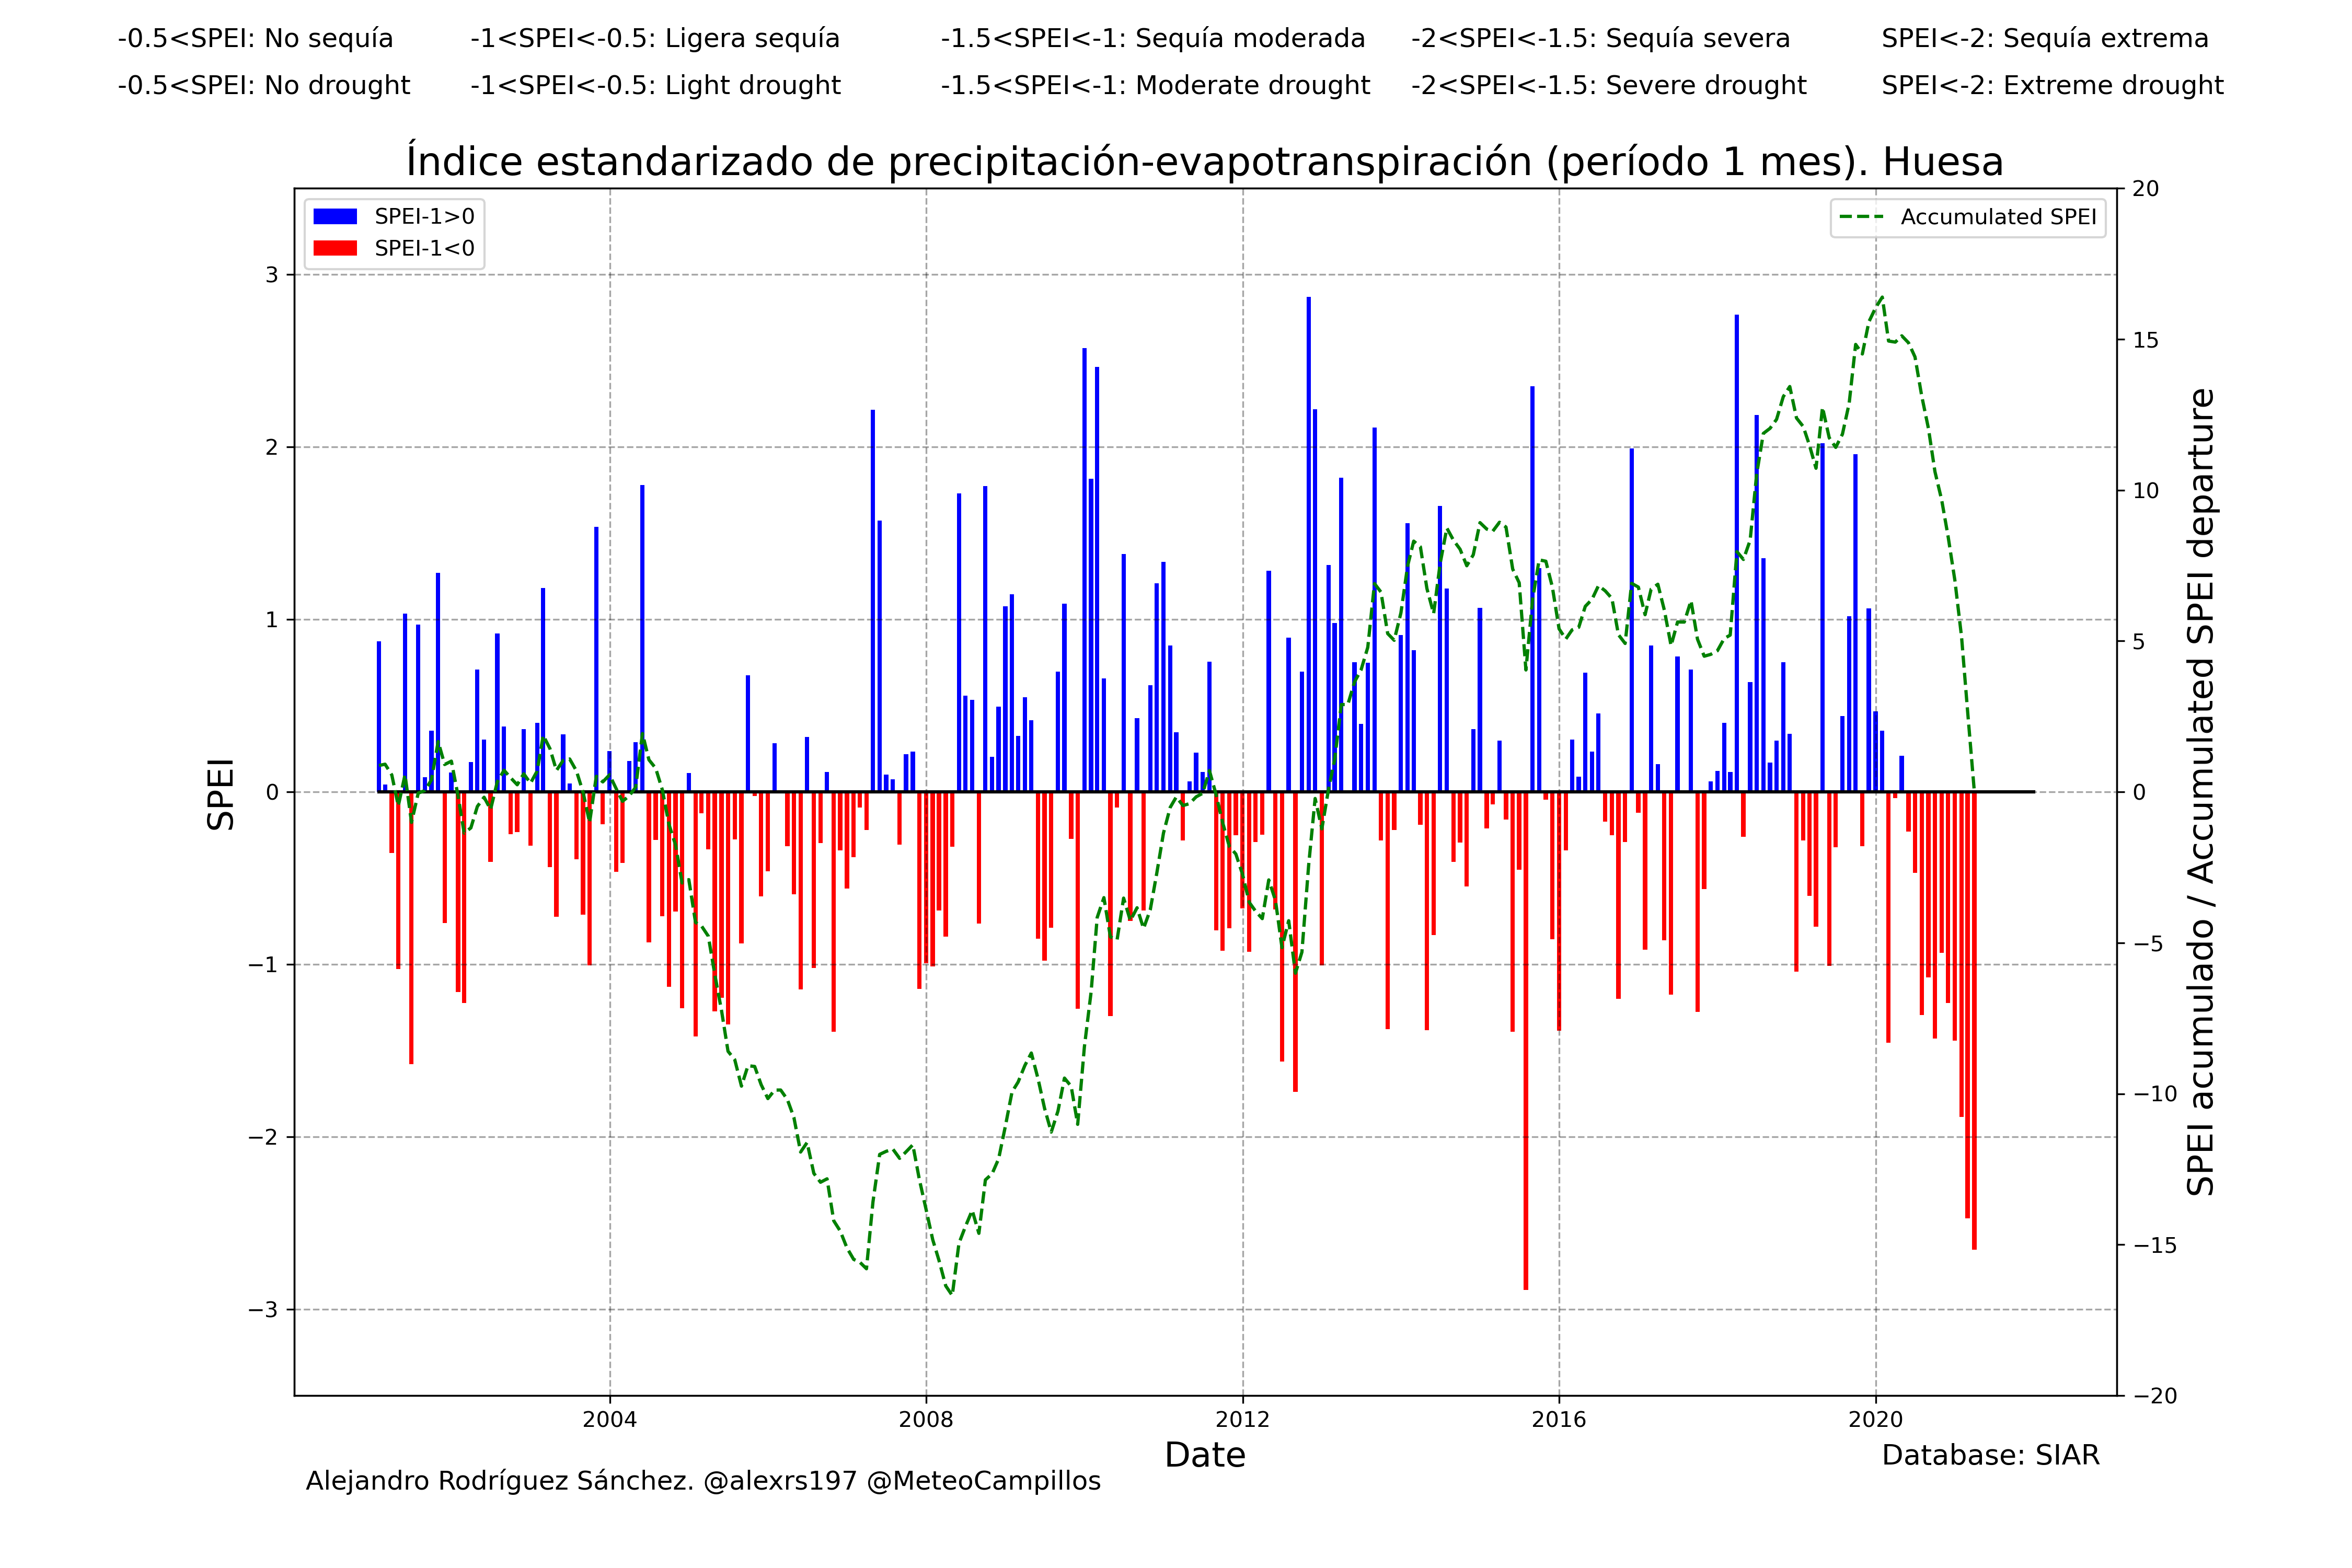 -0.5<SPEI: No sequía -1<SPEI<-0.5: Ligera sequía -1.5<SPEI<-1: Sequía moderada -2<SPEI<-1.5: Sequía severa SPEI<-2: Sequía extrema
-0.5<SPEI: No drought -1<SPEI<-0.5: Light drought -1.5<SPEI<-1: Moderate drought -2<SPEI<-1.5: Severe drought SPEI<-2: Extreme drought
Índice estandarizado de precipitación-evapotranspiración (período 1 mes). Huesa
SPEI-1>0
SPEI-1<0
Accumulated SPEI
SPEI
3
2
1
0
−1
−2
−3
20
15
10
5
0
−5
−10
−15
−20
SPEI acumulado / Accumulated SPEI departure
2004 2008 2012 2016 2020
Date
Database: SIAR
Alejandro Rodríguez Sánchez. @alexrs197 @MeteoCampillos